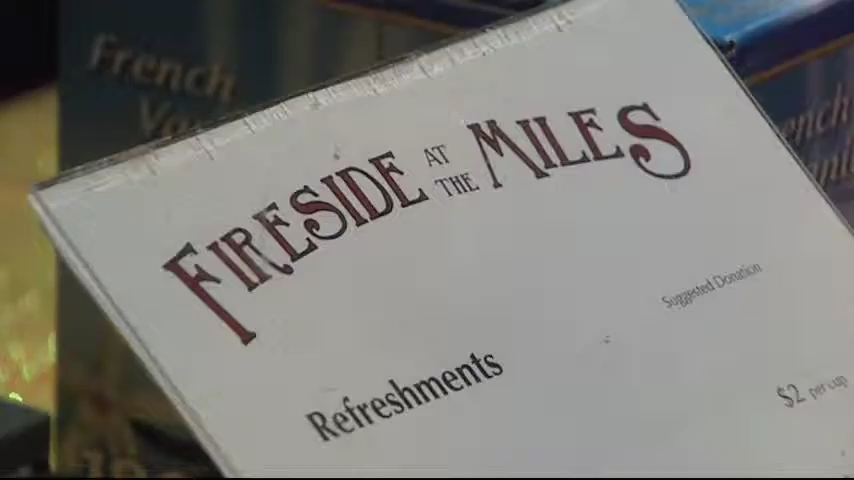 French
FIRESIDE AT THE MILES
Suggested Donation
Refreshments
$2 per cup